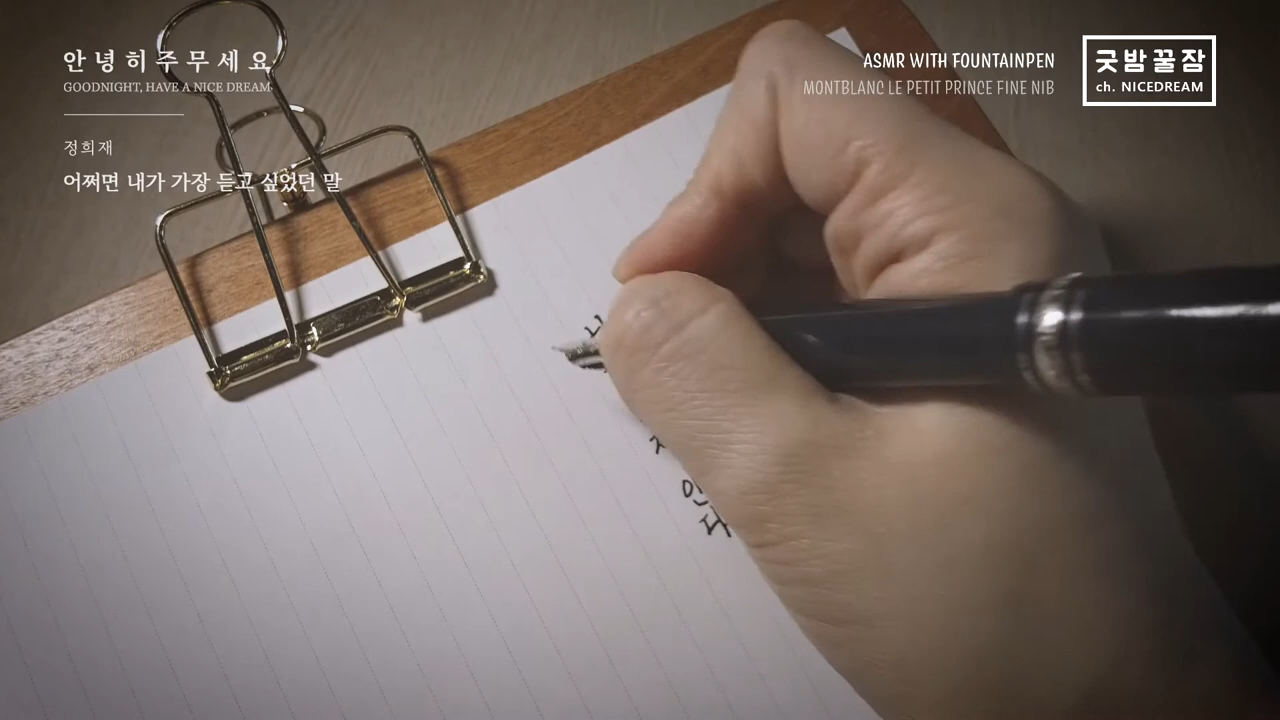 안녕히주무세요
GOODNIGHT, HAVE A NICE DREAM
정희재
어쩌면 내가 가장 듣고 싶었던 말
ASMR WITH FOUNTAINPEN
MONTBLANC LE PETIT PRINCE FINE NIB
굿밤꿀잠
ch. NICEDREAM